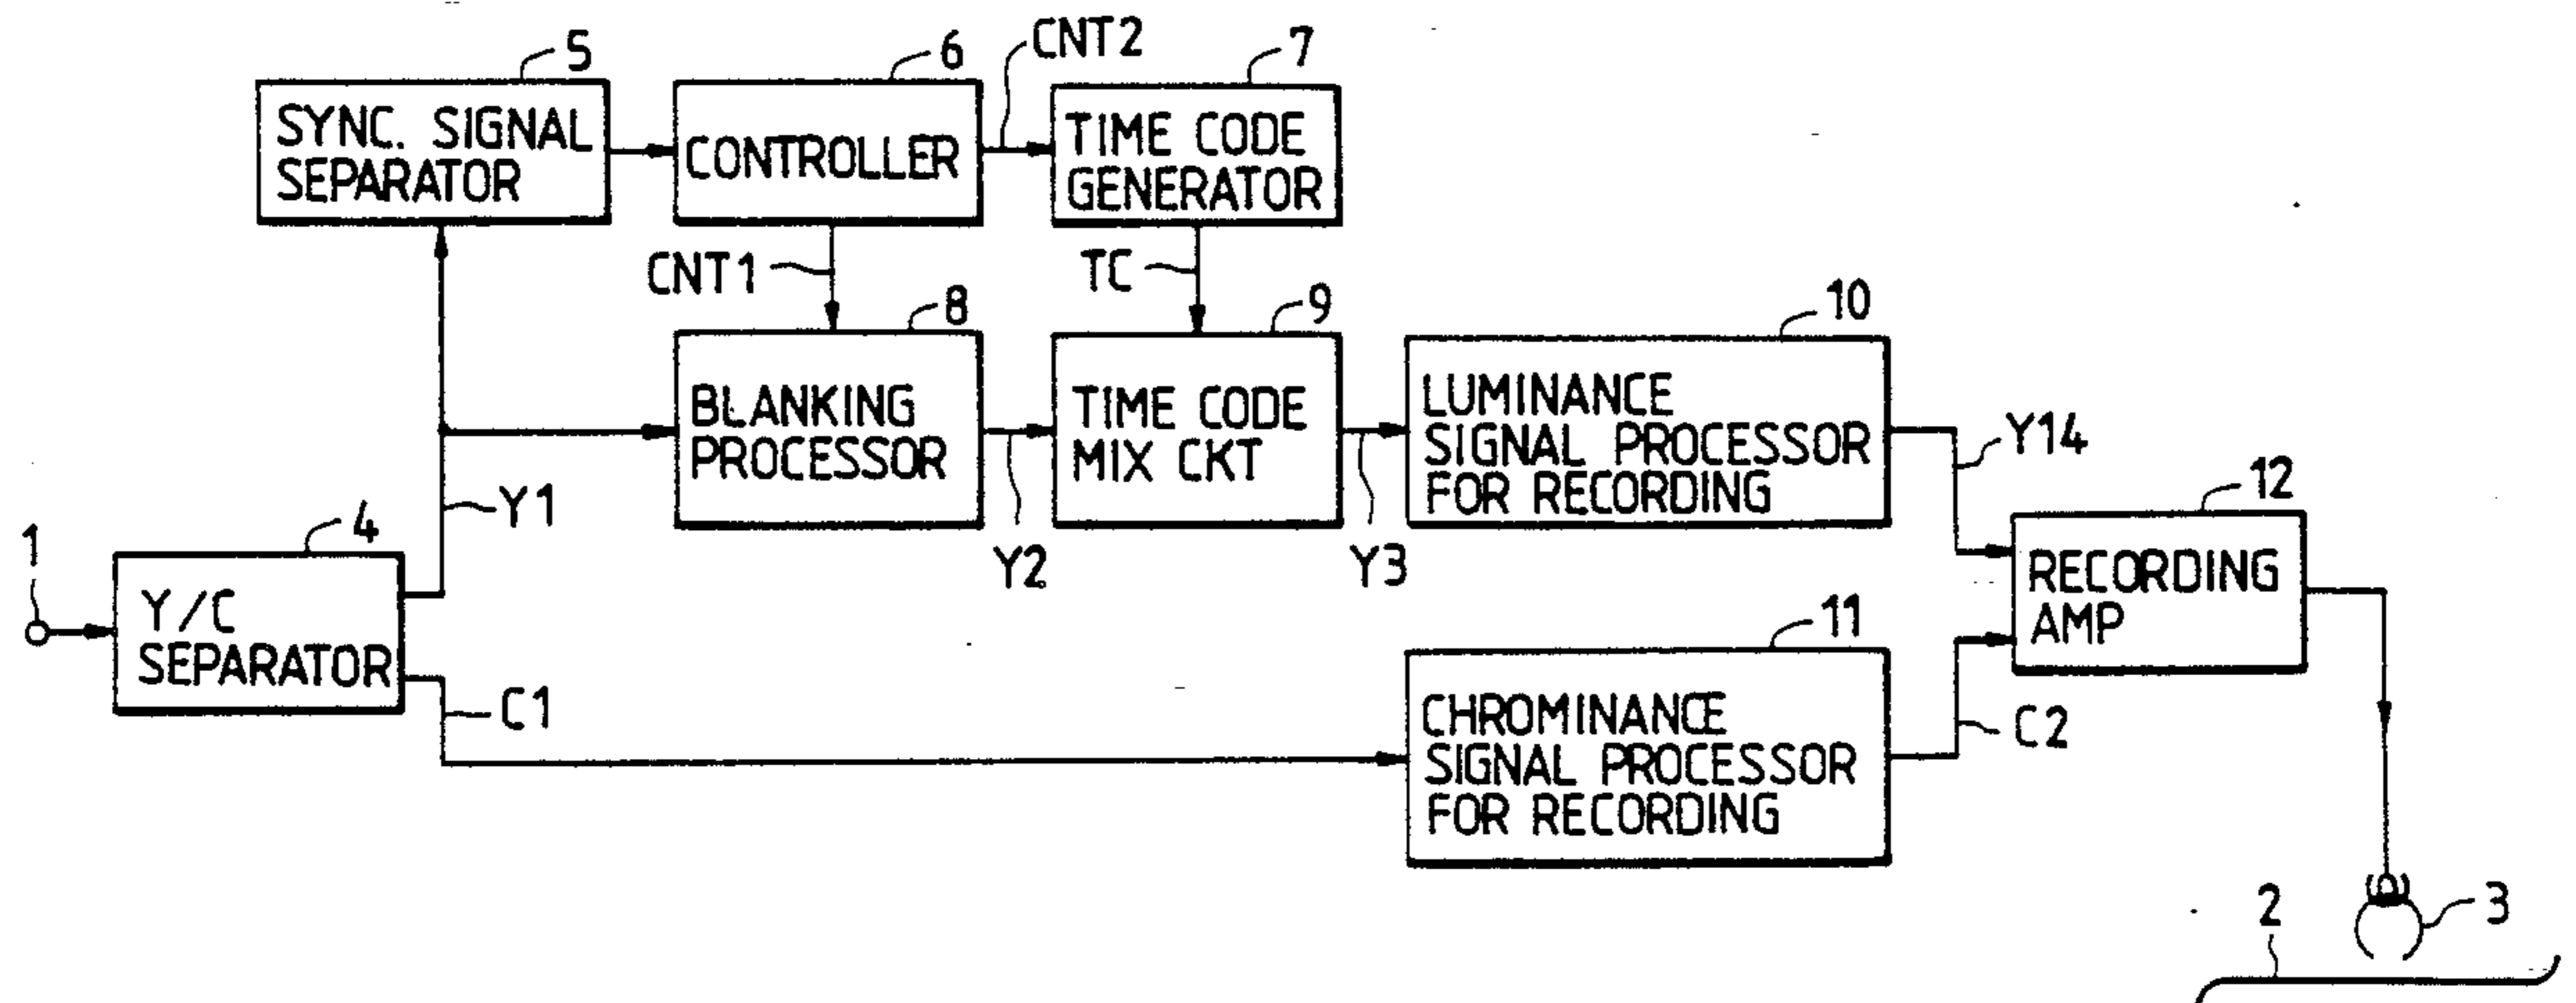 5
6
CNT2
7
SYNC. SIGNAL
SEPARATOR
CONTROLLER
TIME CODE
GENERATOR
CNT1
TC
8
9
10
BLANKING
PROCESSOR
TIME CODE
MIX CKT
LUMINANCE
SIGNAL PROCESSOR
FOR RECORDING
Y14
12
1
4
Y1
Y2
Y3
Y/C
SEPARATOR
RECORDING
AMP
11
C1
CHROMINANCE
SIGNAL PROCESSOR
FOR RECORDING
C2
2
3